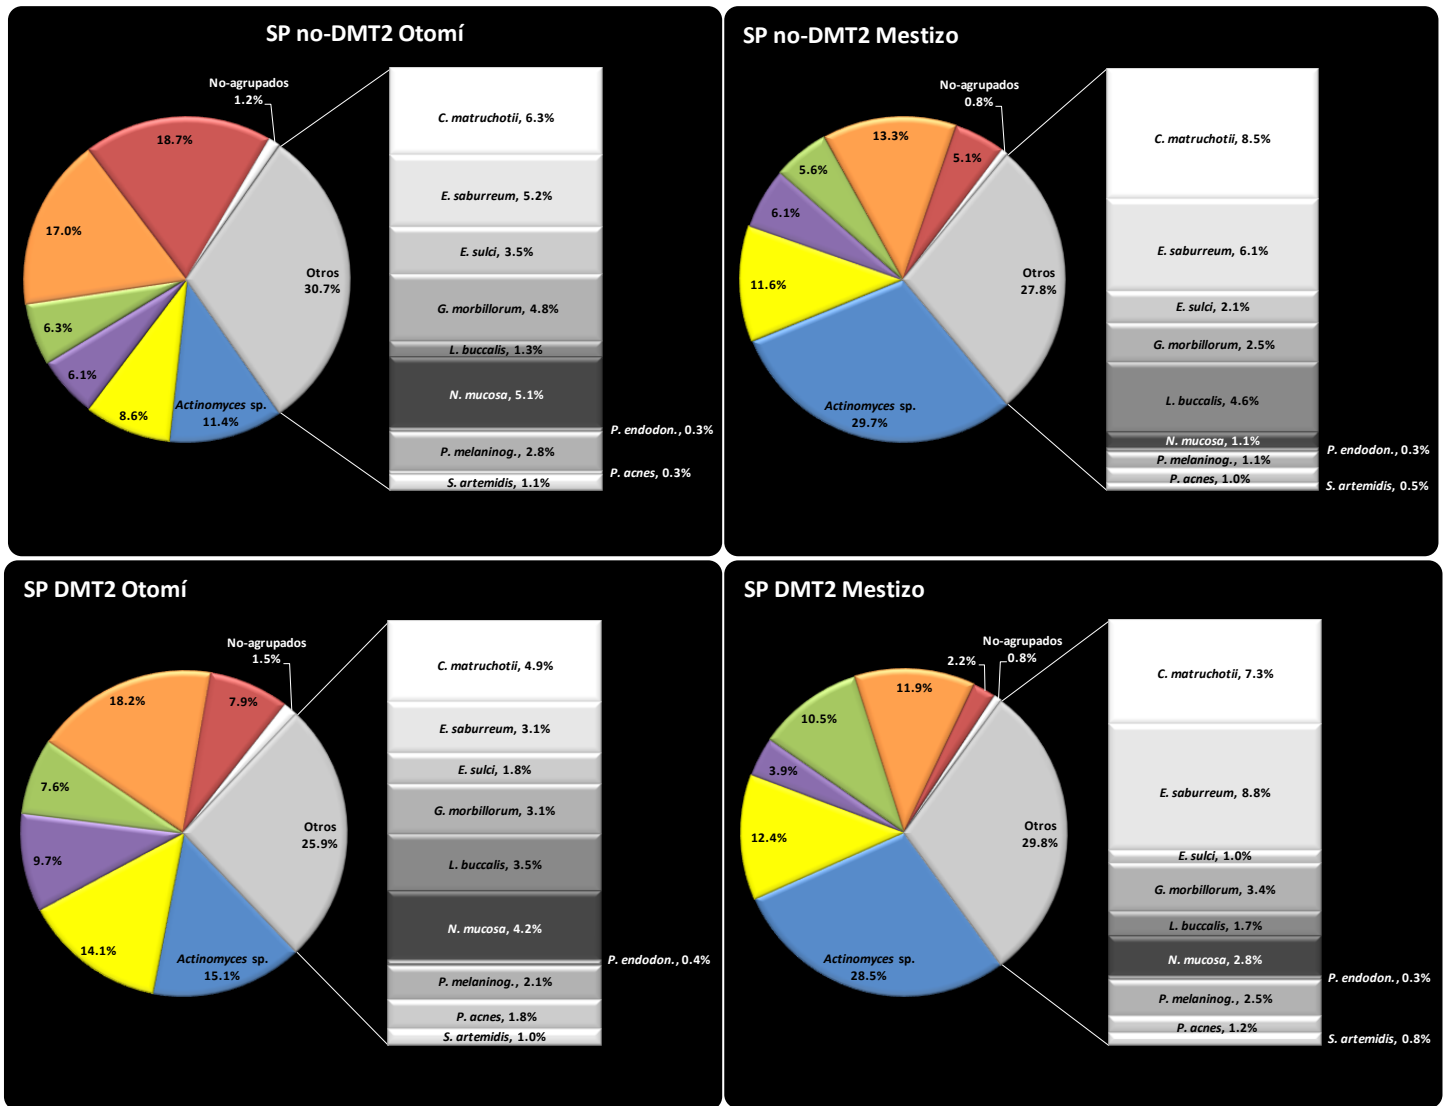 SP no-DMT2 Otomí
No-agrupados
1.2%
18.7%
17.0%
6.3%
6.1%
8.6%
Actinomyces sp.
11.4%
Otros
30.7%
C. matruchotii, 6.3%
E. saburreum, 5.2%
E. sulci, 3.5%
G. morbillorum, 4.8%
L. buccalis, 1.3%
N. mucosa, 5.1%
P. endodon., 0.3%
P. melaninog., 2.8%
P. acnes, 0.3%
S. artemidis, 1.1%
SP no-DMT2 Mestizo
No-agrupados
0.8%
13.3%
5.1%
5.6%
6.1%
11.6%
Actinomyces sp.
29.7%
Otros
27.8%
C. matruchotii, 8.5%
E. saburreum, 6.1%
E. sulci, 2.1%
G. morbillorum, 2.5%
L. buccalis, 4.6%
N. mucosa, 1.1%
P. endodon., 0.3%
P. melaninog., 1.1%
P. acnes, 1.0%
S. artemidis, 0.5%
SP DMT2 Otomí
No-agrupados
1.5%
18.2%
7.9%
7.6%
9.7%
14.1%
Actinomyces sp.
15.1%
Otros
25.9%
C. matruchotii, 4.9%
E. saburreum, 3.1%
E. sulci, 1.8%
G. morbillorum, 3.1%
L. buccalis, 3.5%
N. mucosa, 4.2%
P. endodon., 0.4%
P. melaninog., 2.1%
P. acnes, 1.8%
S. artemidis, 1.0%
SP DMT2 Mestizo
No-agrupados
0.8%
2.2%
11.9%
10.5%
3.9%
12.4%
Actinomyces sp.
28.5%
Otros
29.8%
C. matruchotii, 7.3%
E. saburreum, 8.8%
E. sulci, 1.0%
G. morbillorum, 3.4%
L. buccalis, 1.7%
N. mucosa, 2.8%
P. endodon., 0.3%
P. melaninog., 2.5%
P. acnes, 1.2%
S. artemidis, 0.8%